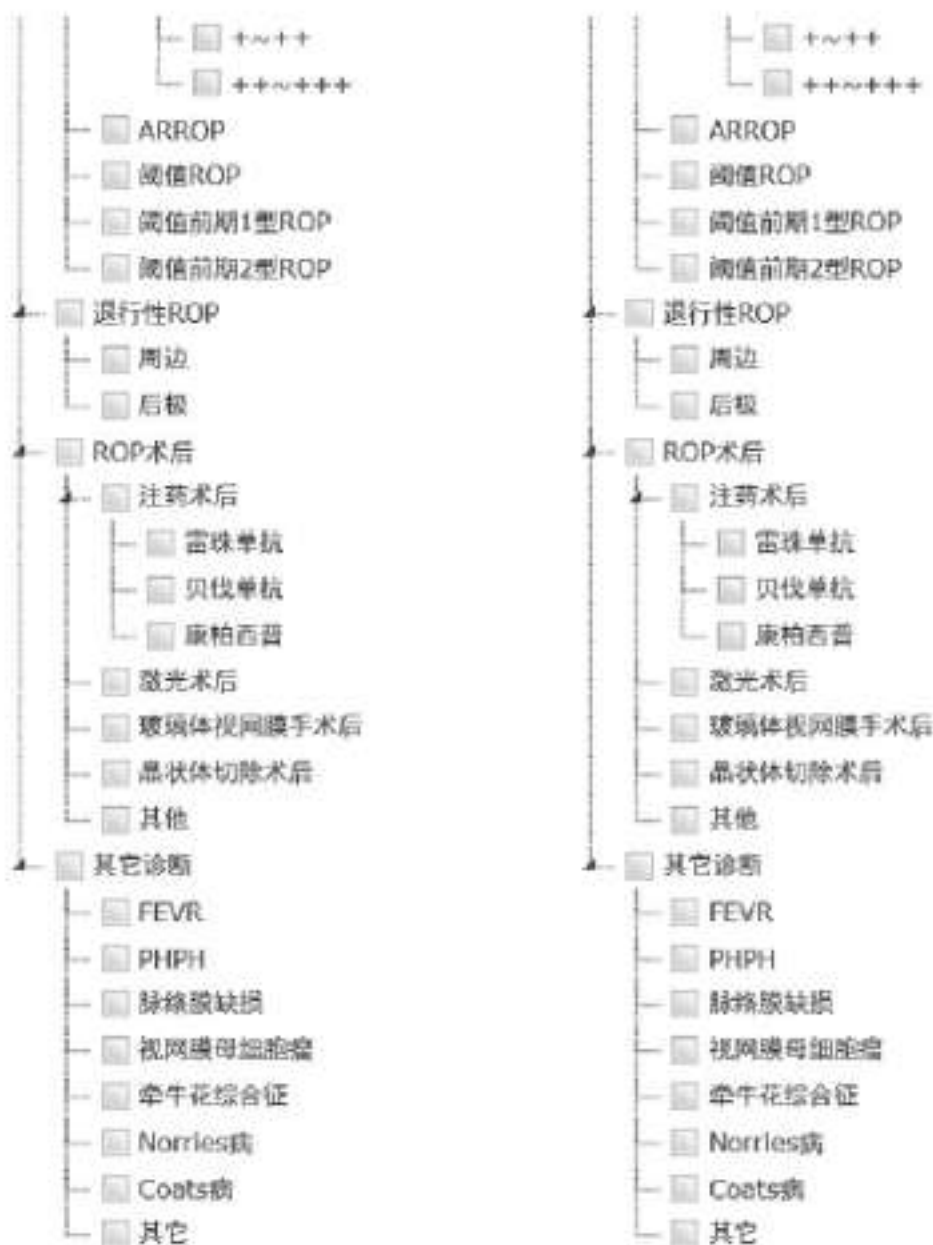 +~++ +~++
++~+++ ++~+++
ARROP ARROP
阈值ROP 阈值ROP
阈值前期1型ROP 阈值前期1型ROP
阈值前期2型ROP 阈值前期2型ROP
退行性ROP 退行性ROP
周边 周边
后极 后极
ROP术后 ROP术后
注药术后 注药术后
雷珠单抗 雷珠单抗
贝伐单抗 贝伐单抗
康柏西普 康柏西普
激光术后 激光术后
玻璃体视网膜手术后 玻璃体视网膜手术后
晶状体切除术后 晶状体切除术后
其他 其他
其它诊断 其它诊断
FEVR FEVR
PHPH PHPH
脉络膜缺损 脉络膜缺损
视网膜母细胞瘤 视网膜母细胞瘤
牵牛花综合征 牵牛花综合征
Norries病 Norries病
Coats病 Coats病
其它 其它